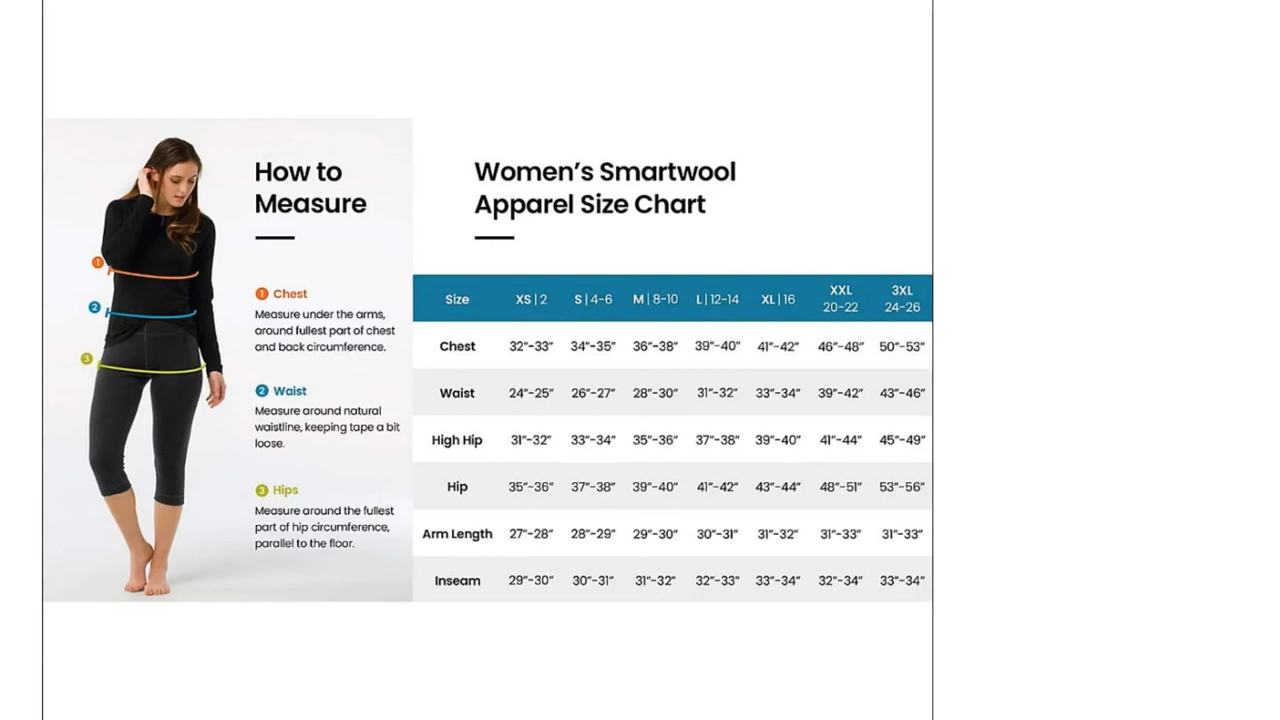 How to
Measure
1 Chest
Measure under the arms,
around fullest part of chest
and back circumference.
2 Waist
Measure around natural
waistline, keeping tape a bit
loose.
3 Hips
Measure around the fullest
part of hip circumference,
parallel to the floor.
1
2
3
Women's Smartwool
Apparel Size Chart
Size XS | 2 S | 4-6 M | 8-10 L | 12-14 XL | 16 XXL 20-22 3XL 24-26
Chest 32"-33" 34"-35" 36"-38" 39"-40" 41"-42" 46"-48" 50"-53"
Waist 24"-25" 26"-27" 28"-30" 31"-32" 33"-34" 39"-42" 43"-46"
High Hip 31"-32" 33"-34" 35"-36" 37"-38" 39"-40" 41"-44" 45"-49"
Hip 35"-36" 37"-38" 39"-40" 41"-42" 43"-44" 48"-51" 53"-56"
Arm Length 27"-28" 28"-29" 29"-30" 30"-31" 31"-32" 31"-33" 31"-33"
Inseam 29"-30" 30"-31" 31"-32" 32"-33" 33"-34" 32"-34" 33"-34"